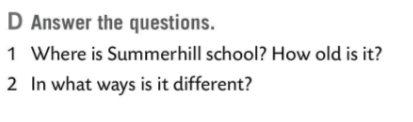 D Answer the questions.
1 Where is Summerhill school? How old is it?
2 In what ways is it different?